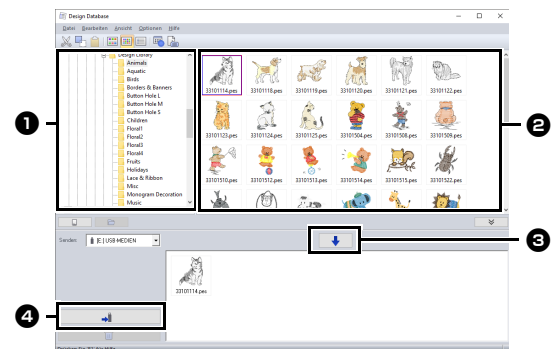 Design Database
Datei Bearbeiten Ansicht Optionen Hilfe
Design Library
Animals
Aquatic
Birds
Borders & Banners
Button Hole L
Button Hole M
Button Hole S
Children
Floral1
Floral2
Floral3
Floral4
Fruits
Holidays
Lace & Ribbon
Misc
Monogram Decoration
Music
33101114.pes 33101118.pes 33101119.pes 33101120.pes 33101121.pes 33101122.pes
33101123.pes 33101124.pes 33101125.pes 33101504.pes 33101508.pes 33101509.pes
33101510.pes 33101512.pes 33101513.pes 33101514.pes 33101515.pes 33101522.pes
1
2
3
Senden [E:] USB-MEDIEN
33101114.pes
4